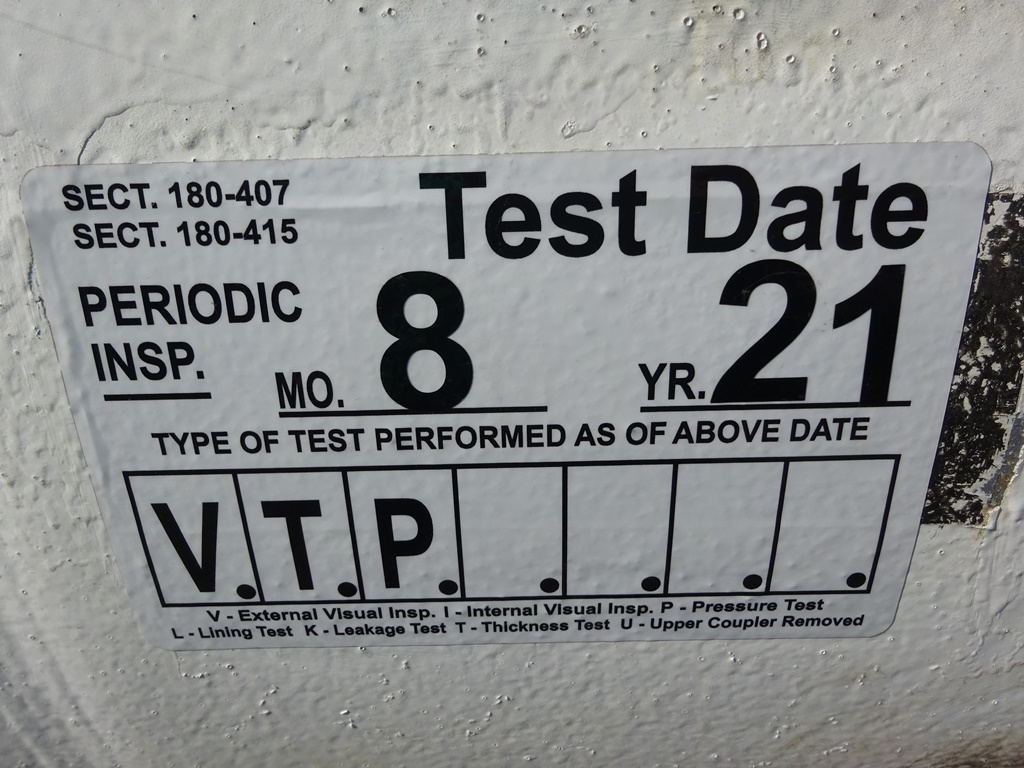 SECT. 180-407
SECT. 180-415
Test Date
PERIODIC
INSP.
MO. 8 YR. 21
TYPE OF TEST PERFORMED AS OF ABOVE DATE
V. T. P. . . . .
V - External Visual Insp. I - Internal Visual Insp. P - Pressure Test
L - Lining Test K - Leakage Test T - Thickness Test U - Upper Coupler Removed